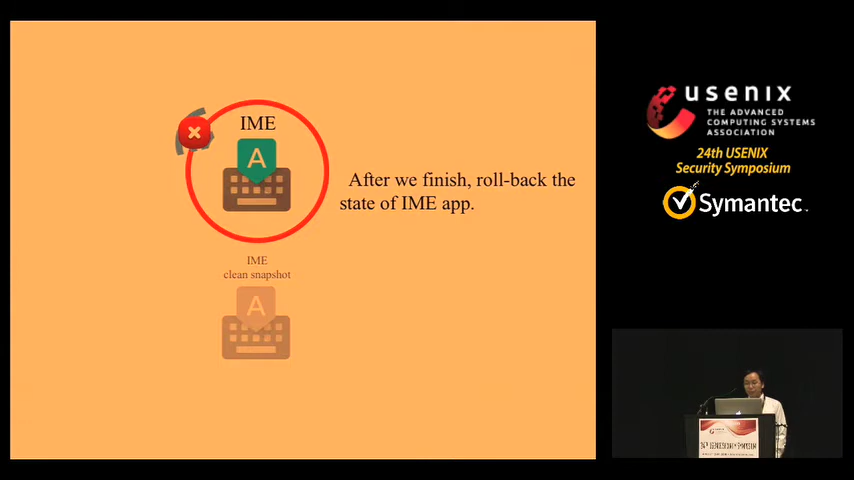 IME
A
After we finish, roll-back the
state of IME app.
IME
clean snapshot
A
usenix
THE ADVANCED
COMPUTING SYSTEMS
ASSOCIATION
24th USENIX
Security Symposium
Symantec.